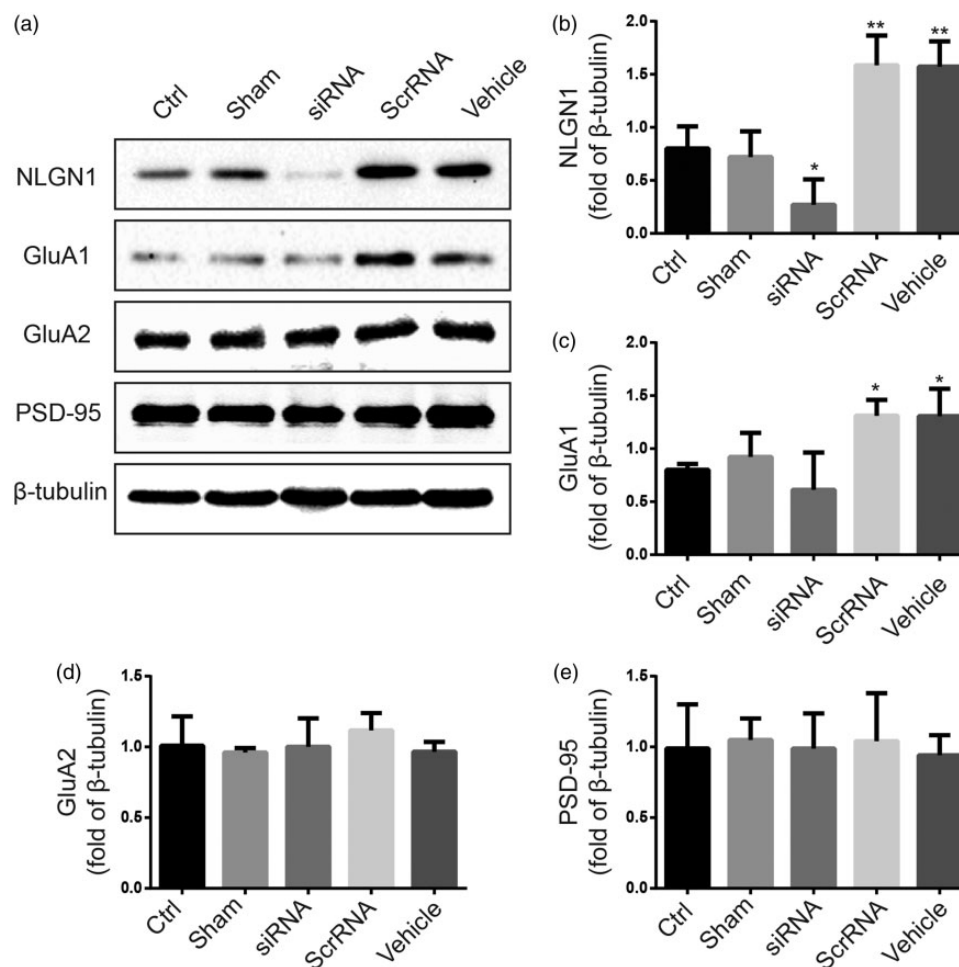 (a)
Ctrl Sham siRNA ScrRNA Vehicle
NLGN1
GluA1
GluA2
PSD-95
β-tubulin
(b)
NLGN1
(fold of β-tubulin)
2.0
1.5
1.0
0.5
0.0
* ** **
Ctrl Sham siRNA ScrRNA Vehicle
(c)
GluA1
(fold of β-tubulin)
2.0
1.5
1.0
0.5
0.0
* *
Ctrl Sham siRNA ScrRNA Vehicle
(d)
GluA2
(fold of β-tubulin)
1.5
1.0
0.5
0.0
Ctrl Sham siRNA ScrRNA Vehicle
(e)
PSD-95
(fold of β-tubulin)
1.5
1.0
0.5
0.0
Ctrl Sham siRNA ScrRNA Vehicle